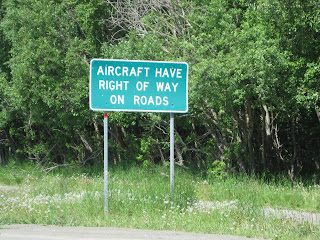 AIRCRAFT HAVE
RIGHT OF WAY
ON ROADS